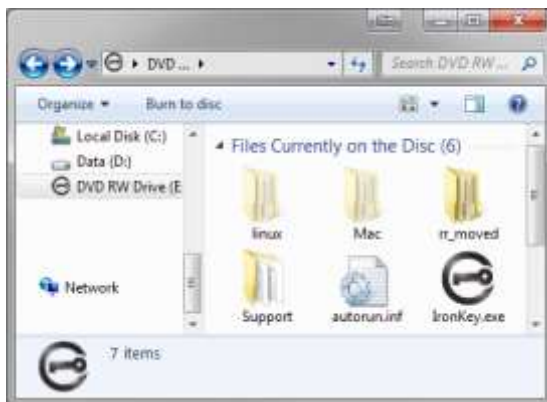 DVD ...
Search DVD RW ...
Organize
Burn to disc
Local Disk (C:)
Data (D:)
DVD RW Drive (E
Network
Files Currently on the Disc (6)
linux
Mac
rr_moved
Support
autorun.inf
IronKey.exe
7 items